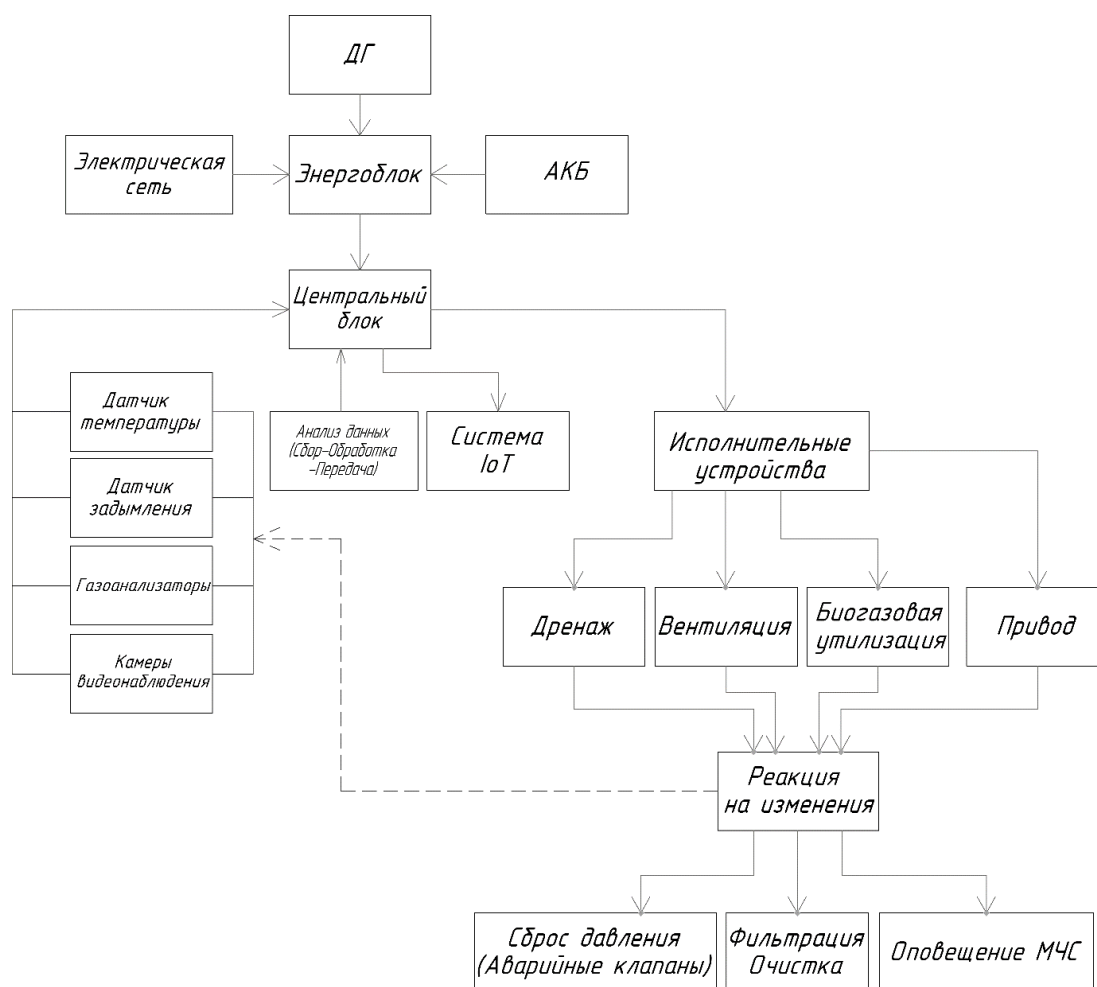 ДГ
Электрическая
сеть
Энергоблок
АКБ
Центральный
блок
Датчик
температуры
Анализ данных
(Сбор-Обработка
-Передача)
Система
IoT
Исполнительные
устройства
Датчик
задымления
Газоанализаторы
Камеры
видеонаблюдения
Дренаж
Вентиляция
Биогазовая
утилизация
Привод
Реакция
на изменения
Сброс давления
(Аварийные клапаны)
Фильтрация
Очистка
Оповещение МЧС